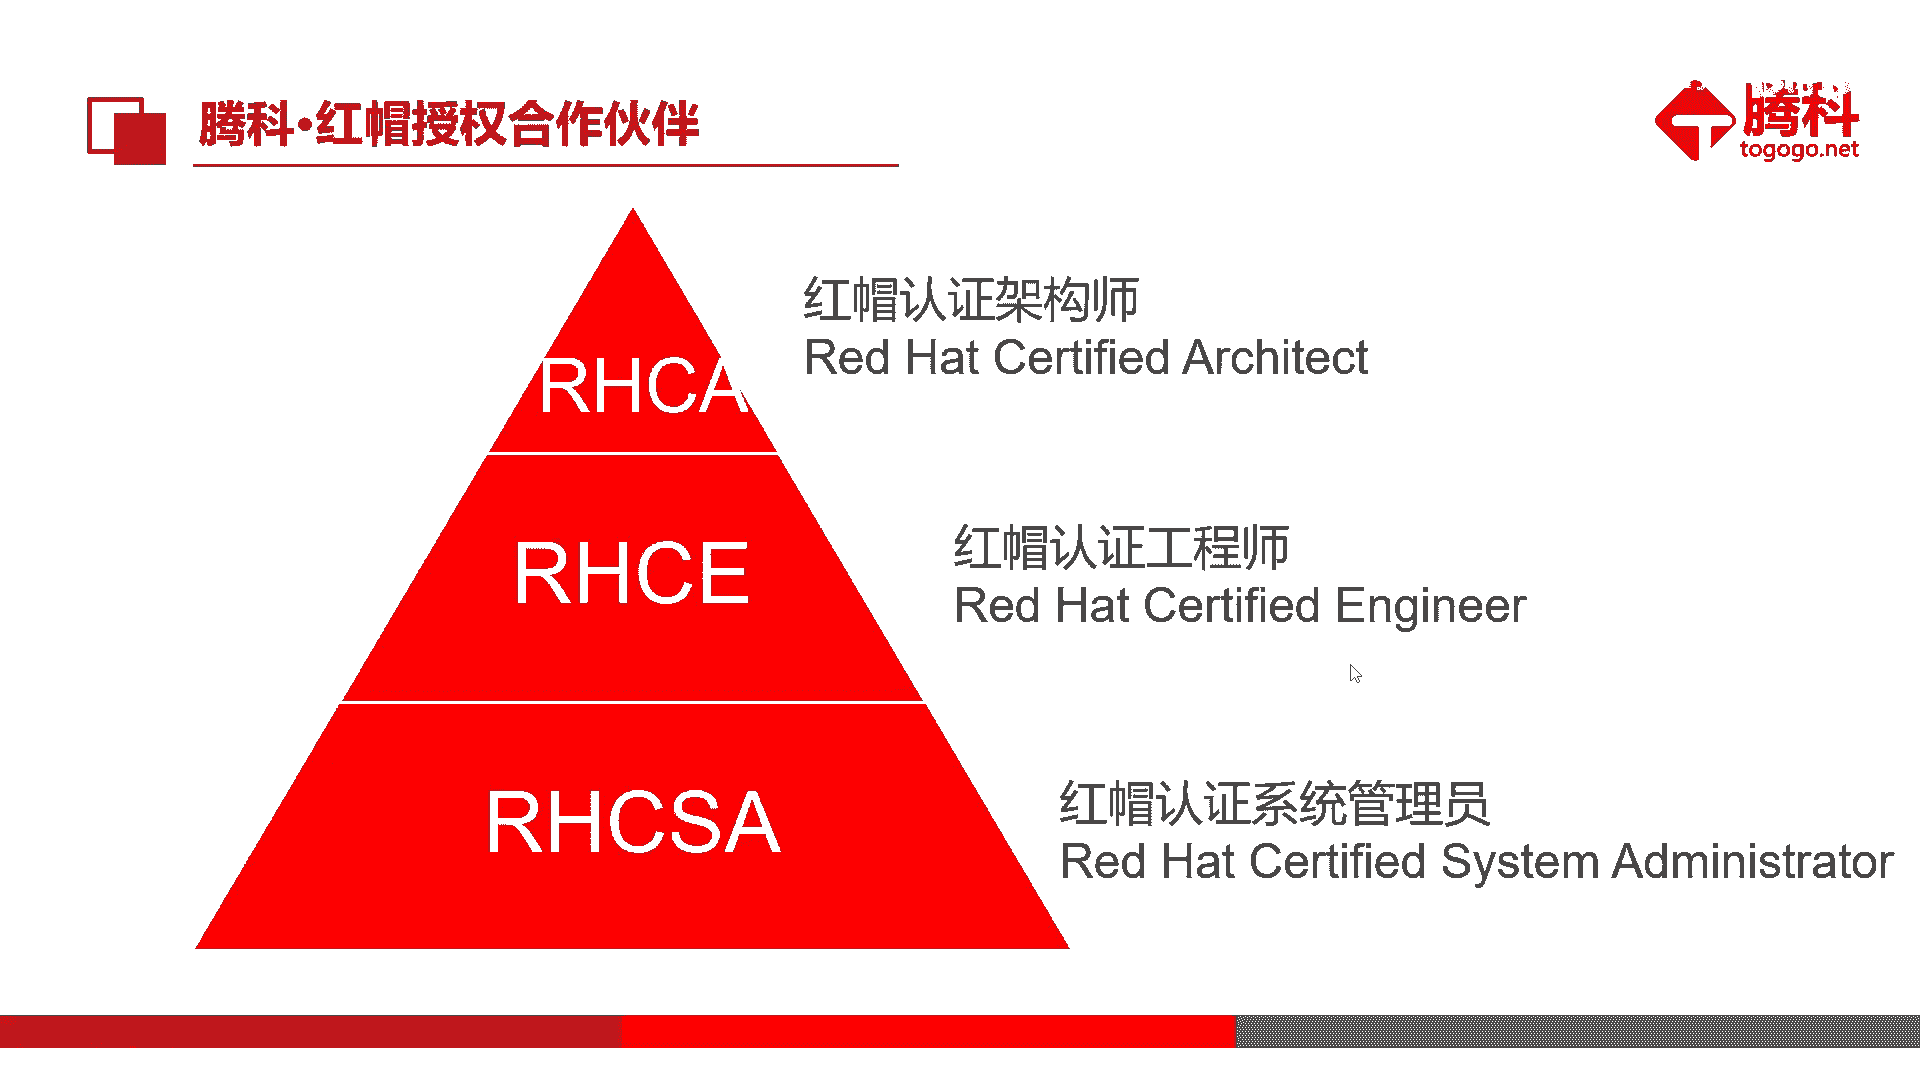 腾科·红帽授权合作伙伴
腾科
togogo.net
RHCA
红帽认证架构师
Red Hat Certified Architect
RHCE
红帽认证工程师
Red Hat Certified Engineer
RHCSA
红帽认证系统管理员
Red Hat Certified System Administrator